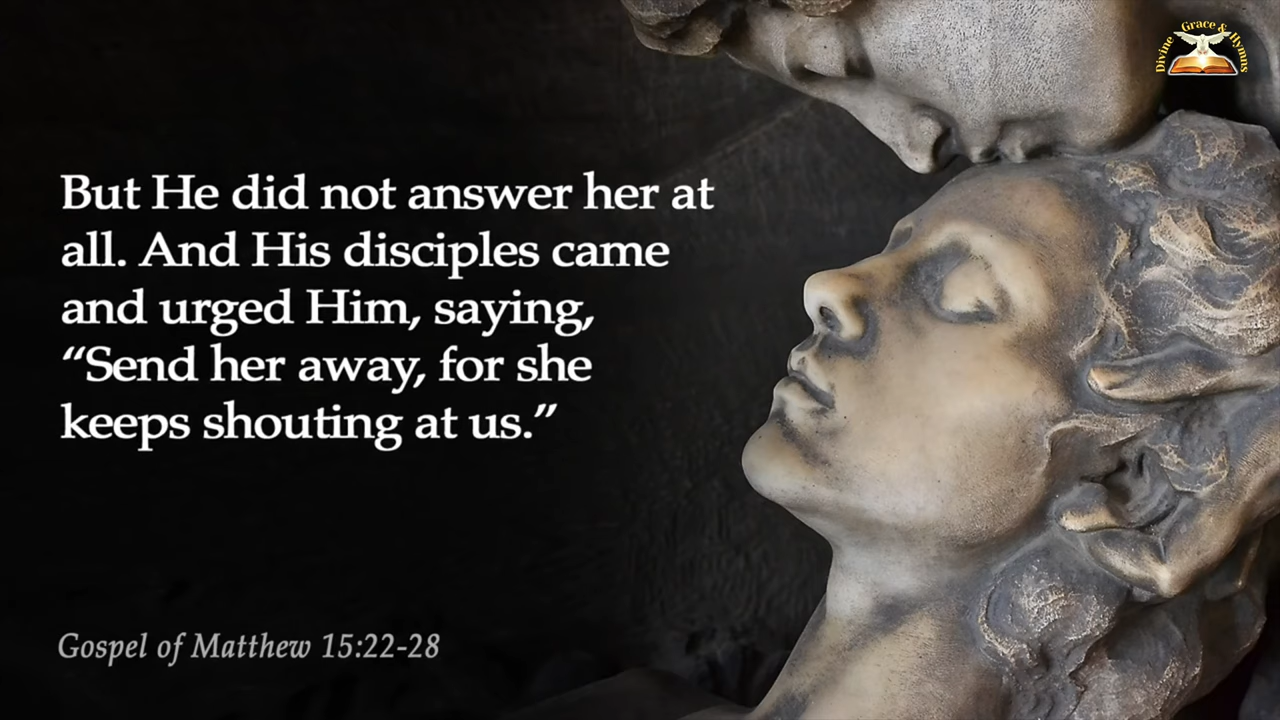 Divine Grace & Hymns
But He did not answer her at
all. And His disciples came
and urged Him, saying,
“Send her away, for she
keeps shouting at us.”
Gospel of Matthew 15:22-28